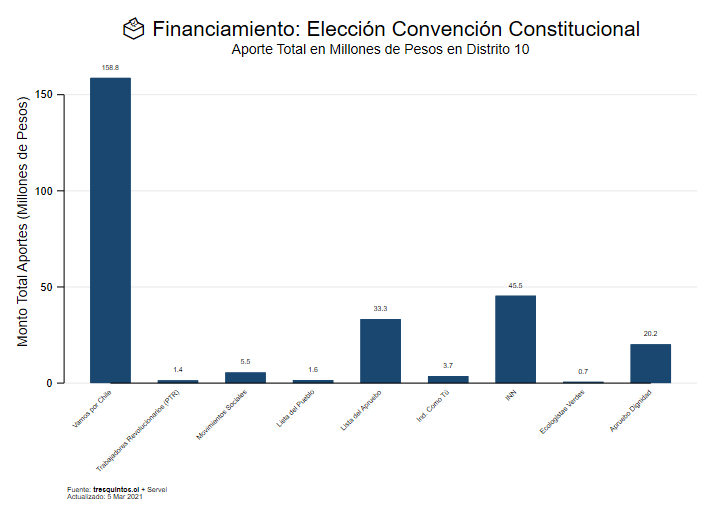 Financiamiento: Elección Convención Constitucional
Aporte Total en Millones de Pesos en Distrito 10
Monto Total Aportes (Millones de Pesos)
150
100
50
0
158.8
1.4
5.5
1.6
33.3
3.7
45.5
0.7
20.2
Vamos por Chile
Trabajadores Revolucionarios (PTR)
Movimientos Sociales
Lista del Pueblo
Lista del Apruebo
Ind. Como Tú
INN
Ecologistas Verdes
Apruebo Dignidad
Fuente: tresquintos.cl + Servel
Actualizado: 5 Mar 2021